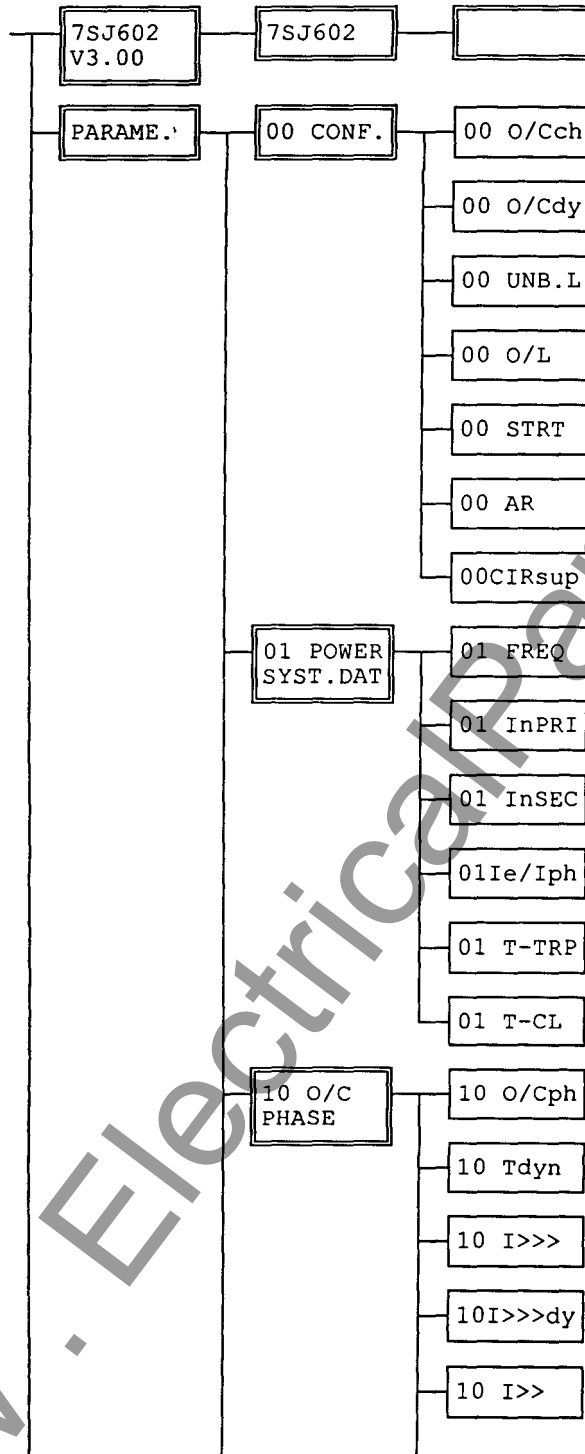 7SJ602
V3.00
7SJ602
PARAME.
00 CONF.
00 O/Cch
00 O/Cdy
00 UNB.L
00 O/L
00 STRT
00 AR
00CIRsup
01 POWER
SYST.DAT
01 FREQ
01 InPRI
01 InSEC
01Ie/Iph
01 T-TRP
01 T-CL
10 O/C
PHASE
10 O/Cph
10 Tdyn
10 I>>>
10I>>>dy
10 I>>
. ElectricalPa